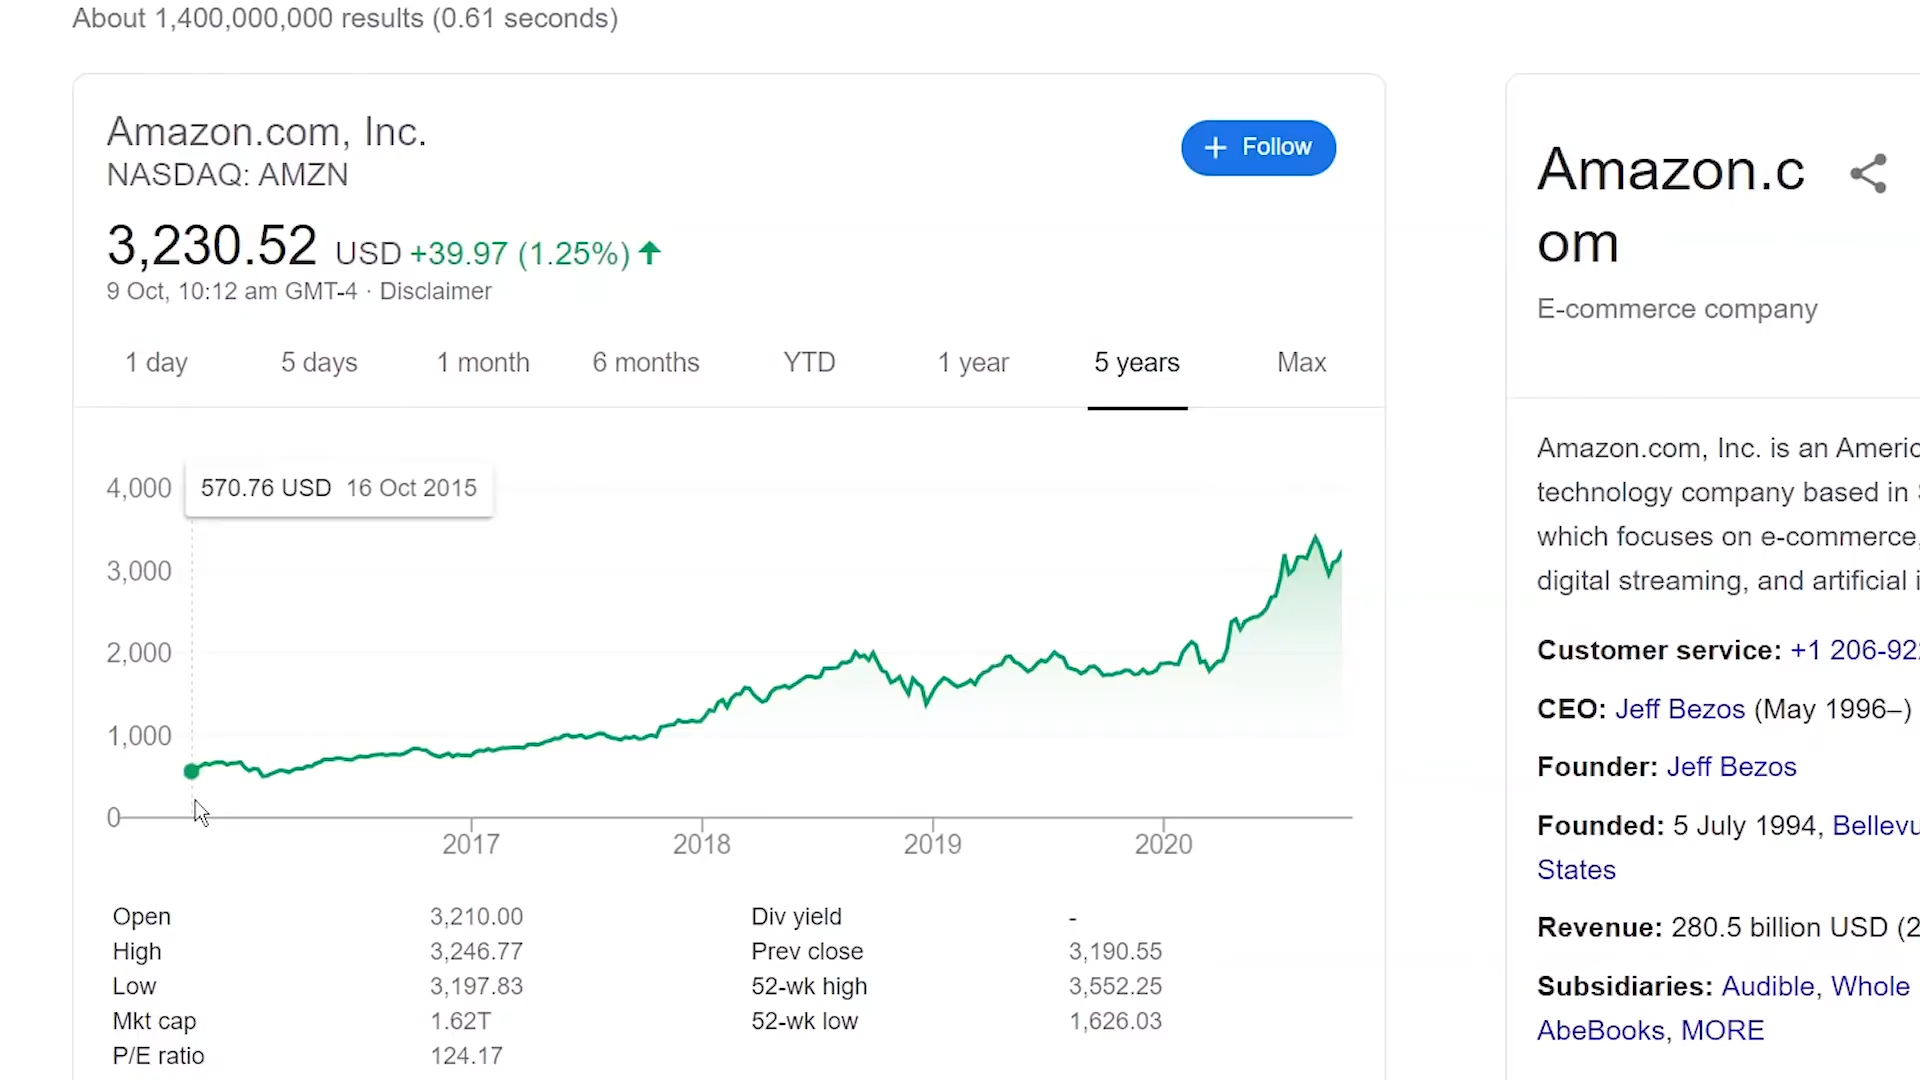 About 1,400,000,000 results (0.61 seconds)
Amazon.com, Inc.
NASDAQ: AMZN
+ Follow
3,230.52 USD +39.97 (1.25%)
9 Oct, 10:12 am GMT-4 · Disclaimer
1 day 5 days 1 month 6 months YTD 1 year 5 years Max
570.76 USD 16 Oct 2015
4,000
3,000
2,000
1,000
0
2017 2018 2019 2020
Open 3,210.00
High 3,246.77
Low 3,197.83
Mkt cap 1.62T
P/E ratio 124.17
Div yield -
Prev close 3,190.55
52-wk high 3,552.25
52-wk low 1,626.03
Amazon.c
om
E-commerce company
Amazon.com, Inc. is an Americ
technology company based in
which focuses on e-commerce,
digital streaming, and artificial i
Customer service: +1 206-92
CEO: Jeff Bezos (May 1996–)
Founder: Jeff Bezos
Founded: 5 July 1994, Bellevu
States
Revenue: 280.5 billion USD (2
Subsidiaries: Audible, Whole
AbeBooks, MORE